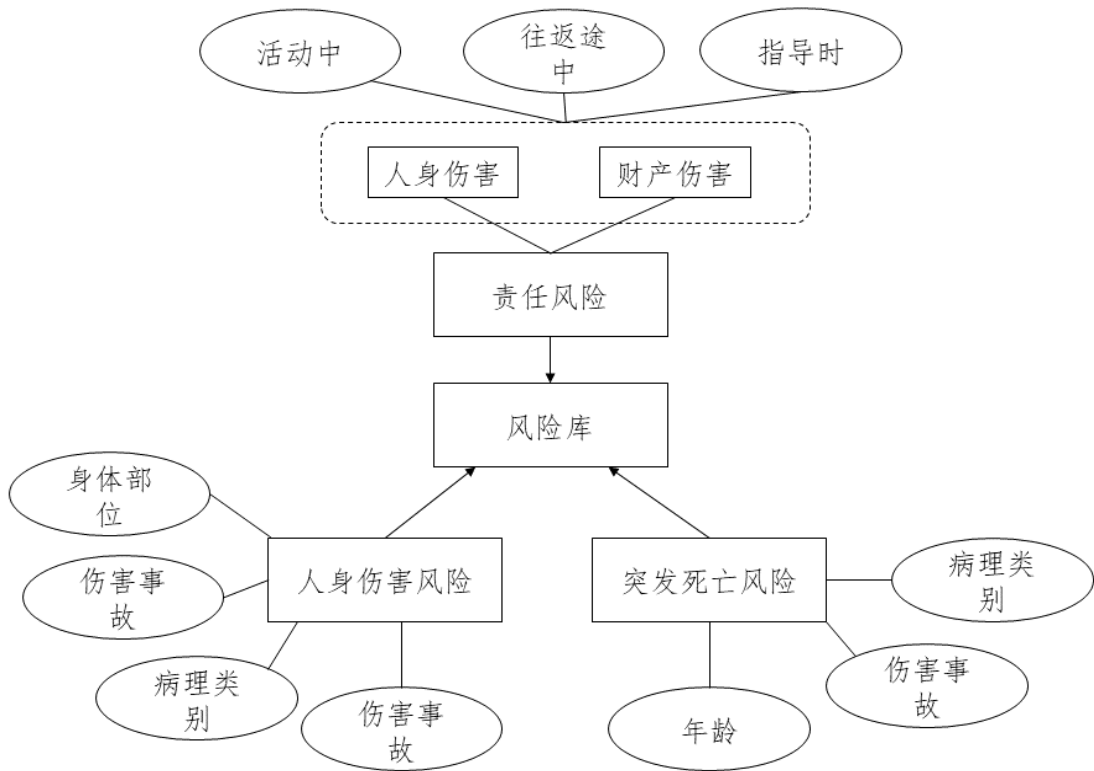 活动中
往返途
中
指导时
人身伤害
财产伤害
责任风险
风险库
身体部
位
伤害事
故
病理类
别
伤害事
故
人身伤害风险
突发死亡风险
病理类
别
伤害事
故
年龄